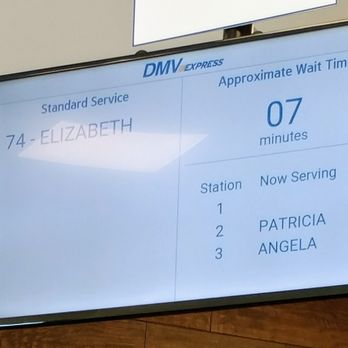 DMV EXPRESS
Standard Service
74 - ELIZABETH
Approximate Wait Tim
07
minutes
Station Now Serving
1
2 PATRICIA
3 ANGELA